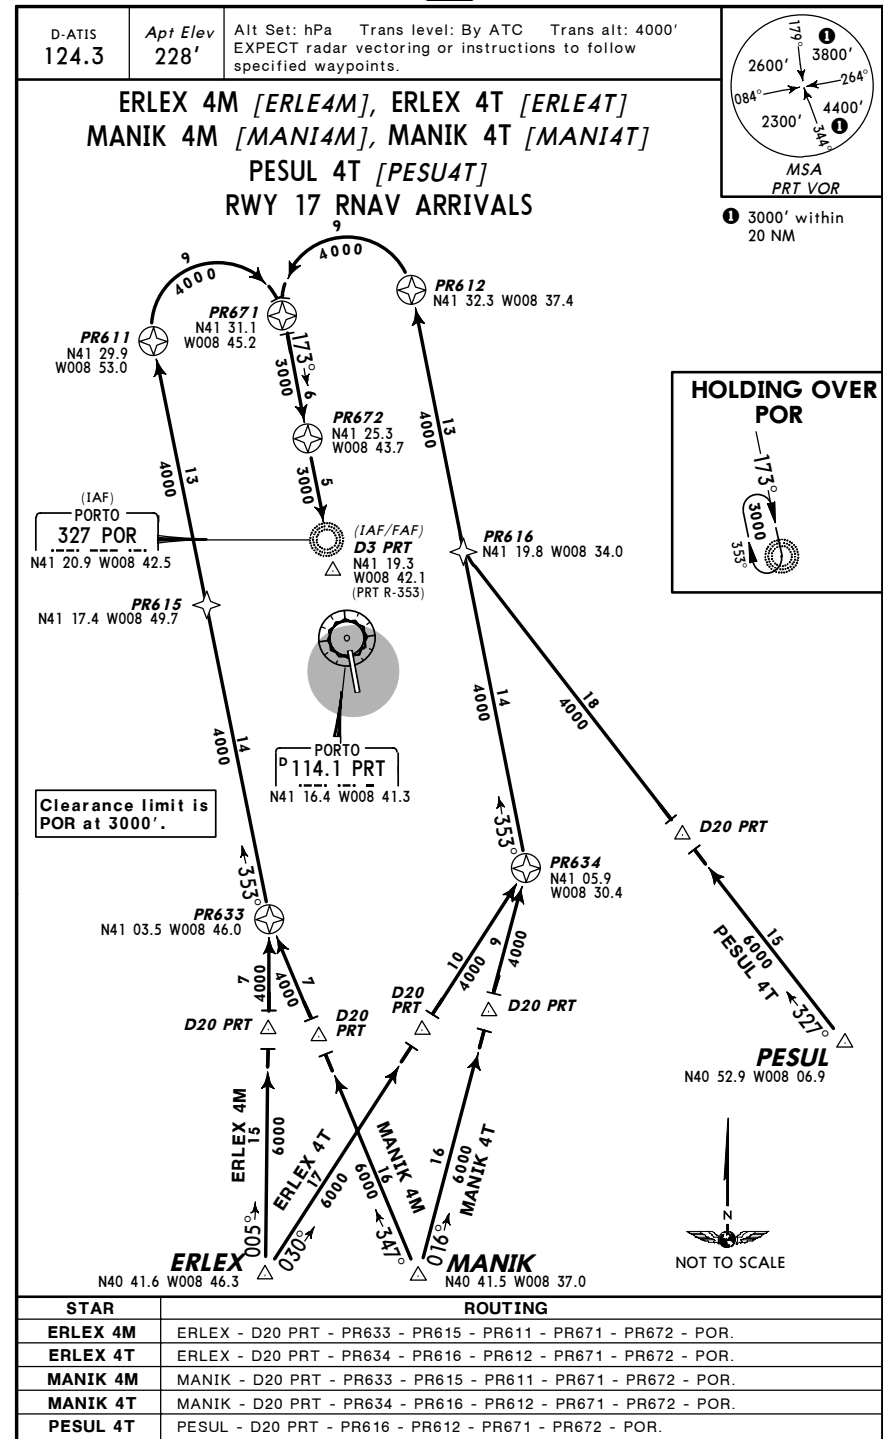 D-ATIS
124.3
Apt Elev
228'
Alt Set: hPa Trans level: By ATC Trans alt: 4000'
EXPECT radar vectoring or instructions to follow
specified waypoints.
179°
❶
3800'
2600'
264°
084°
4400'
2300'
❶
344°
MSA
PRT VOR
❶ 3000' within
20 NM
ERLEX 4M [ERLE4M], ERLEX 4T [ERLE4T]
MANIK 4M [MANI4M], MANIK 4T [MANI4T]
PESUL 4T [PESU4T]
RWY 17 RNAV ARRIVALS
9
4000
9
4000
PR612
N41 32.3 W008 37.4
PR671
N41 31.1
W008 45.2
PR611
N41 29.9
W008 53.0
173°
6
3000
PR672
N41 25.3
W008 43.7
5
3000
13
4000
13
4000
HOLDING OVER
POR
173°
3000
353°
(IAF)
PORTO
327 POR
N41 20.9 W008 42.5
(IAF/FAF)
D3 PRT
N41 19.3
W008 42.1
(PRT R-353)
PR616
N41 19.8 W008 34.0
PR615
N41 17.4 W008 49.7
14
4000
14
4000
18
4000
PORTO
D 114.1 PRT
N41 16.4 W008 41.3
Clearance limit is
POR at 3000'.
353°
353°
D20 PRT
PR634
N41 05.9
W008 30.4
PR633
N41 03.5 W008 46.0
7
4000
7
4000
10
4000
9
4000
15
6000
PESUL 4T
327°
D20 PRT
D20
PRT
D20
PRT
D20 PRT
PESUL
N40 52.9 W008 06.9
ERLEX 4M
15
6000
ERLEX 4T
17
6000
MANIK 4M
16
6000
16
6000
MANIK 4T
005°
030°
347°
016°
ERLEX
N40 41.6 W008 46.3
MANIK
N40 41.5 W008 37.0
N
NOT TO SCALE
STAR ROUTING
ERLEX 4M ERLEX - D20 PRT - PR633 - PR615 - PR611 - PR671 - PR672 - POR.
ERLEX 4T ERLEX - D20 PRT - PR634 - PR616 - PR612 - PR671 - PR672 - POR.
MANIK 4M MANIK - D20 PRT - PR633 - PR615 - PR611 - PR671 - PR672 - POR.
MANIK 4T MANIK - D20 PRT - PR634 - PR616 - PR612 - PR671 - PR672 - POR.
PESUL 4T PESUL - D20 PRT - PR616 - PR612 - PR671 - PR672 - POR.